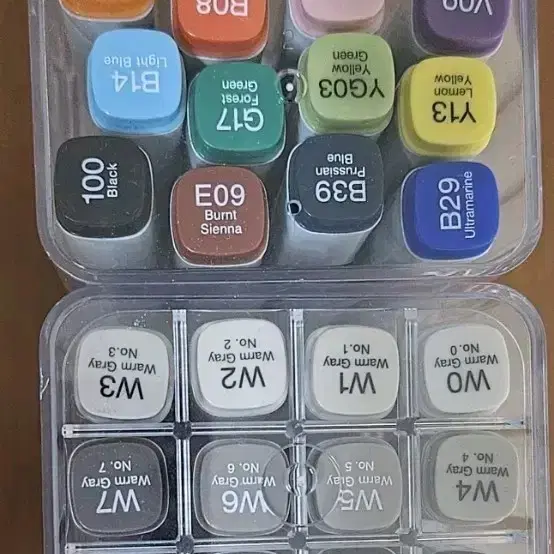 R08
V09
B14
Light Blue
G17
Forest
Green
YG03
Yellow
Green
Y13
Lemon
Yellow
100
Black
E09
Burnt
Sienna
B39
Prussian
Blue
B29
Ultramarine
W3
Warm Gray
No.3
W2
Warm Gray
No. 2
W1
Warm Gray
No.1
W0
Warm Gray
No.0
W7
Warm Gray
No. 7
W6
Warm Gray
No. 6
W5
Warm Gray
No. 5
W4
Warm Gray
No. 4